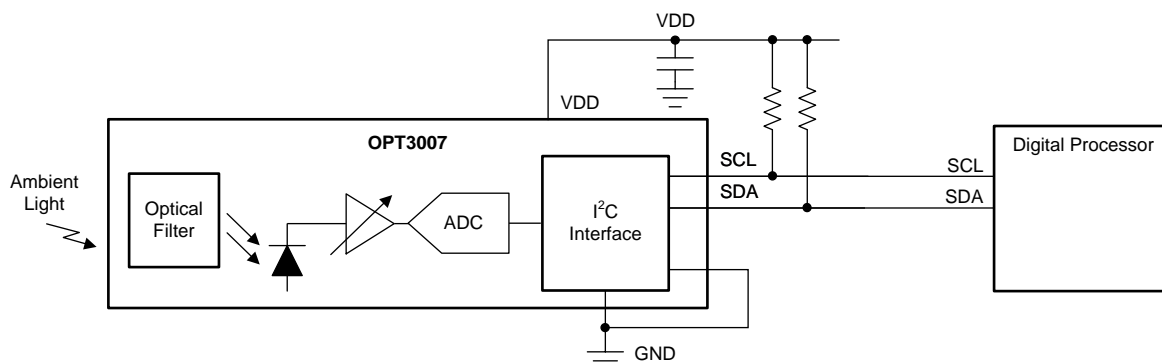 VDD
VDD
OPT3007
Digital Processor
SCL
SCL
Ambient
Light
Optical
Filter
ADC
I²C
Interface
SDA
SDA
GND